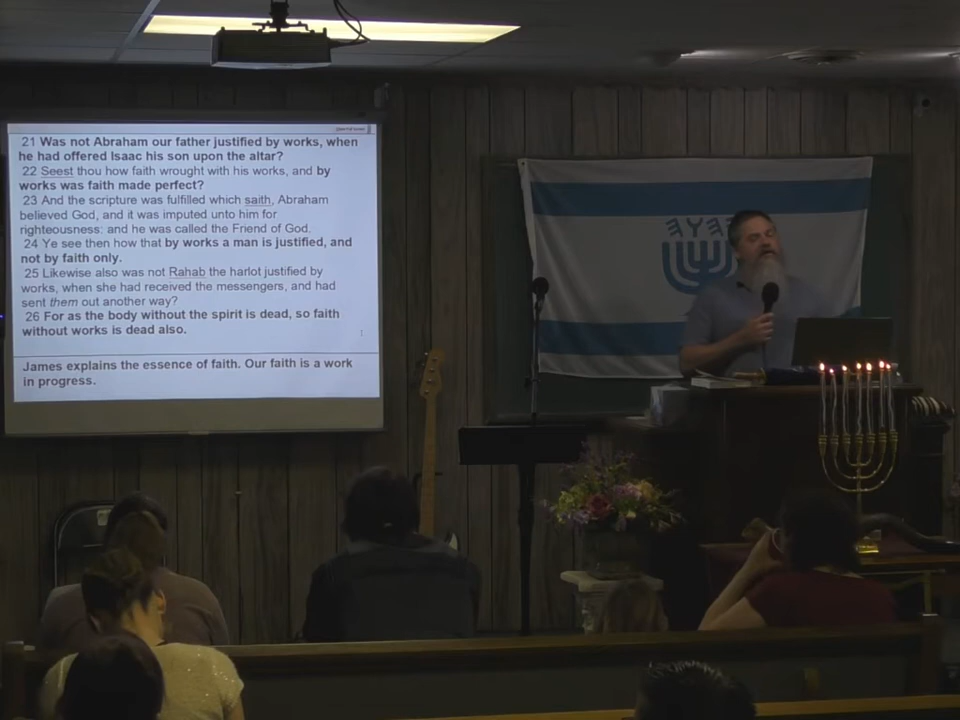 21 Was not Abraham our father justified by works, when
he had offered Isaac his son upon the altar?
22 Seest thou how faith wrought with his works, and by
works was faith made perfect?
23 And the scripture was fulfilled which saith, Abraham
believed God, and it was imputed unto him for
righteousness: and he was called the Friend of God.
24 Ye see then how that by works a man is justified, and
not by faith only.
25 Likewise also was not Rahab the harlot justified by
works, when she had received the messengers, and had
sent them out another way?
26 For as the body without the spirit is dead, so faith
without works is dead also.
James explains the essence of faith. Our faith is a work
in progress.
𐤉𐤄𐤅𐤄